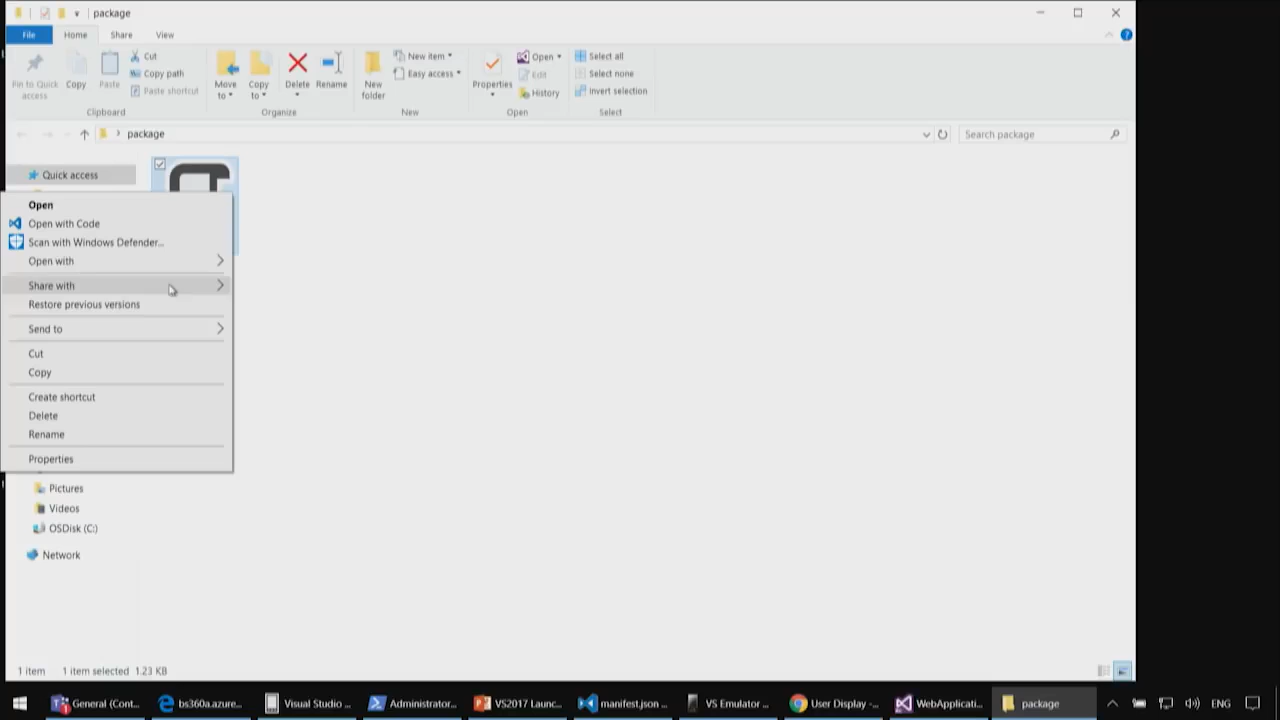 package
File
Home
Share
View
Pin to Quick access
Copy
Paste
Cut
Copy path
Paste shortcut
Clipboard
Move to
Copy to
Delete
Rename
Organize
New folder
New item
Easy access
New
Properties
Open
Edit
History
Open
Select all
Select none
Invert selection
Select
package
Search package
Quick access
Open
Open with Code
Scan with Windows Defender...
Open with
Share with
Restore previous versions
Send to
Cut
Copy
Create shortcut
Delete
Rename
Properties
Pictures
Videos
OSDisk (C:)
Network
1 item
1 item selected 1.23 KB
General (Cont...
bs360a.azure...
Visual Studio ...
Administrator...
VS2017 Launc...
manifest.json ...
VS Emulator ...
User Display -...
WebApplicati...
package
ENG